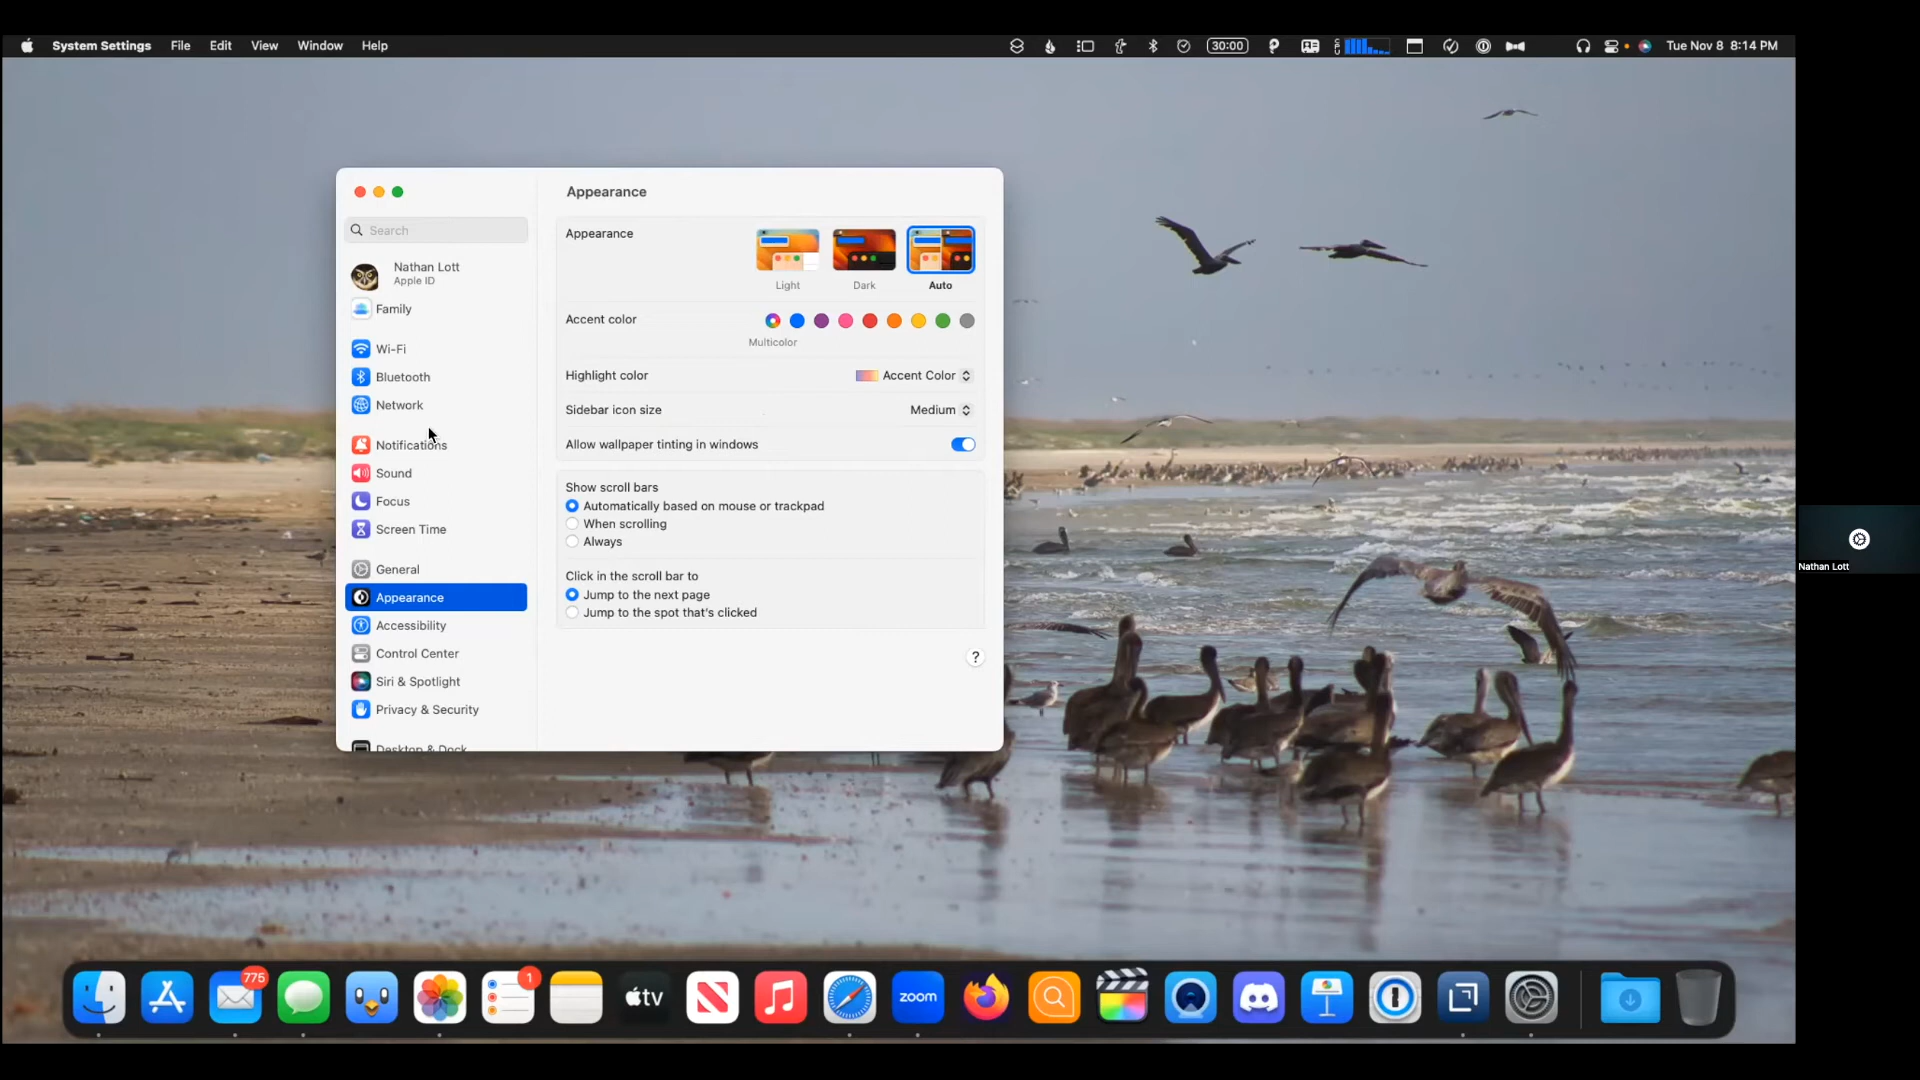 System Settings File Edit View Window Help 30:00 Tue Nov 8 8:14 PM
Search
Nathan Lott
Apple ID
Family
Wi-Fi
Bluetooth
Network
Notifications
Sound
Focus
Screen Time
General
Appearance
Accessibility
Control Center
Siri & Spotlight
Privacy & Security
Desktop & Dock
Appearance
Appearance
Light Dark Auto
Accent color
Multicolor
Highlight color Accent Color
Sidebar icon size Medium
Allow wallpaper tinting in windows
Show scroll bars
Automatically based on mouse or trackpad
When scrolling
Always
Click in the scroll bar to
Jump to the next page
Jump to the spot that's clicked
?
Nathan Lott
775
1
tv
zoom